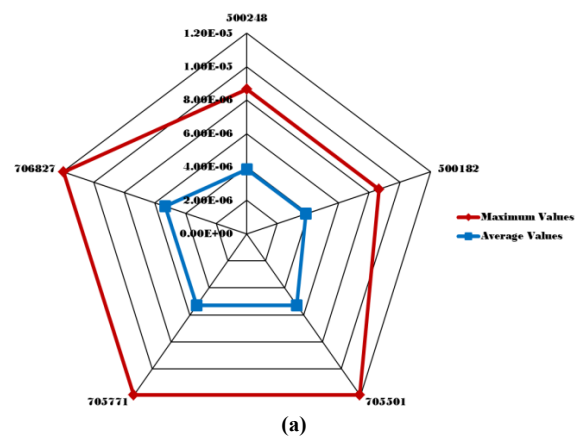 500248
1.20E-05
1.00E-05
8.00E-06
6.00E-06
4.00E-06
2.00E-06
0.00E+00
706827
500182
Maximum Values
Average Values
705771
705501
(a)